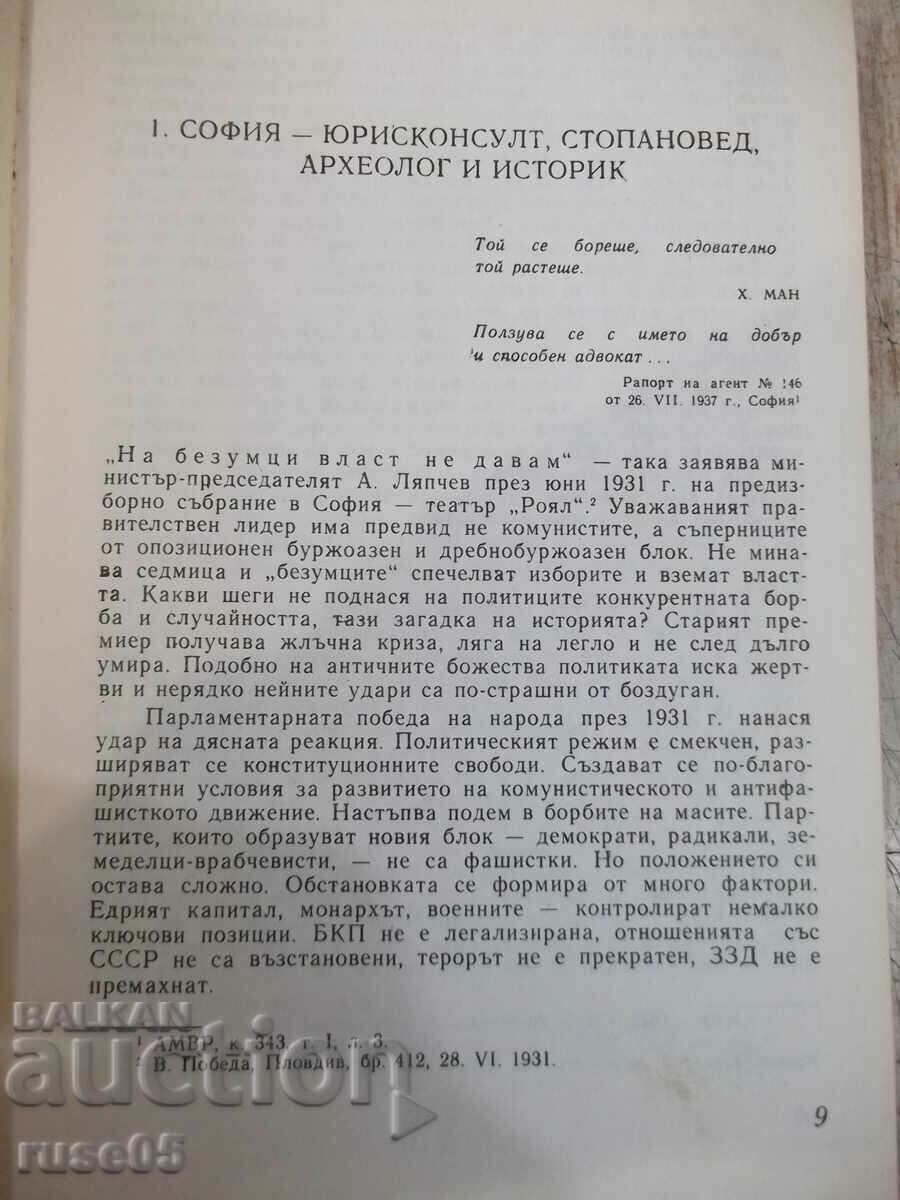 1. СОФИЯ — ЮРИСКОНСУЛТ, СТОПАНОВЕД,
АРХЕОЛОГ И ИСТОРИК
Той се бореше, следователно
той растеше.
Х. МАН
Ползува се с името на добър
и способен адвокат ...
Рапорт на агент № 146
от 26. VII. 1937 г., София¹
„На безумци власт не давам“ — така заявява ми-
нистър-председателят А. Ляпчев през юни 1931 г. на предиз-
борно събрание в София — театър „Роял“.² Уважаваният пра-
вителствен лидер има предвид не комунистите, а съперниците
от опозиционен буржоазен и дребнобуржоазен блок. Не мина-
ва седмица и „безумците“ спечелват изборите и вземат власт-
та. Какви шеги не поднася на политиците конкурентната бор-
ба и случайността, тази загадка на историята? Старият пре-
миер получава жлъчна криза, ляга на легло и не след дълго
умира. Подобно на античните божества политиката иска жерт-
ви и нерядко нейните удари са по-страшни от боздуган.
Парламентарната победа на народа през 1931 г. нанася
удар на дясната реакция. Политическият режим е смекчен, раз-
ширяват се конституционните свободи. Създават се по-благо-
приятни условия за развитието на комунистическото и антифа-
шисткото движение. Настъпва подем в борбите на масите. Пар-
тиите, които образуват новия блок — демократи, радикали, зе-
меделци-врабчевисти, — не са фашистки. Но положението си
остава сложно. Обстановката се формира от много фактори.
Едрият капитал, монархът, военните — контролират немалко
ключови позиции. БКП не е легализирана, отношенията със
СССР не са възстановени, терорът не е прекратен, ЗЗД не е
премахнат.
¹ АМВР, к. 343, г. I, л. 3.
² В. Победа, Пловдив, бр. 412, 28. VI. 1931.
9
BALKAN
auction
ruse05